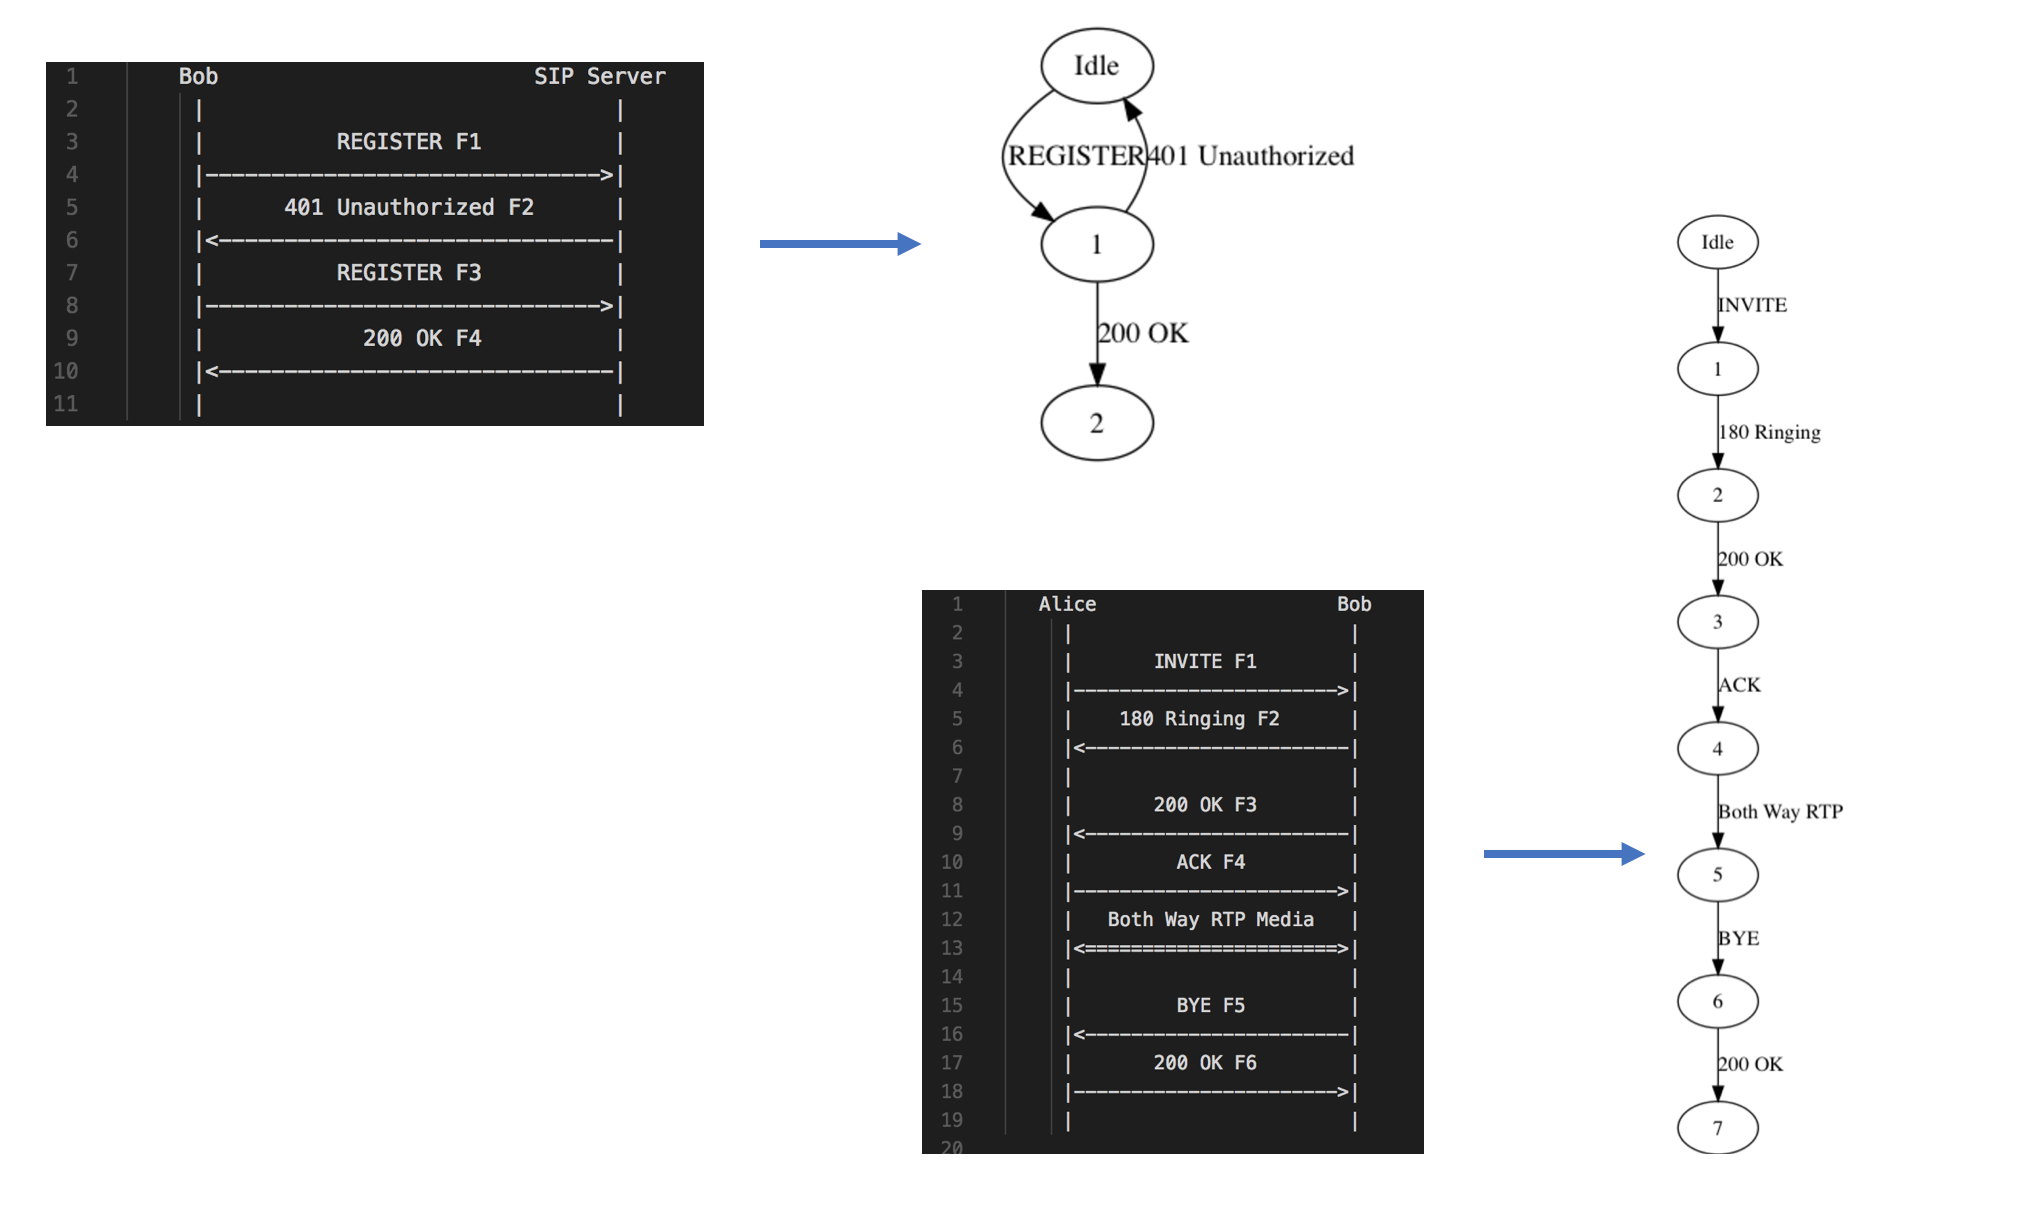 1 Bob SIP Server
2 | |
3 | REGISTER F1 |
4 |------------------------------>|
5 | 401 Unauthorized F2 |
6 |<------------------------------|
7 | REGISTER F3 |
8 |------------------------------>|
9 | 200 OK F4 |
10 |<------------------------------|
11 | |
Idle
REGISTER 401 Unauthorized
1
200 OK
2
1 Alice Bob
2 | |
3 | INVITE F1 |
4 |----------------------->|
5 | 180 Ringing F2 |
6 |<-----------------------|
7 | |
8 | 200 OK F3 |
9 |<-----------------------|
10 | ACK F4 |
11 |----------------------->|
12 | Both Way RTP Media |
13 |<======================>|
14 | |
15 | BYE F5 |
16 |<-----------------------|
17 | 200 OK F6 |
18 |----------------------->|
19 | |
20
Idle
INVITE
1
180 Ringing
2
200 OK
3
ACK
4
Both Way RTP
5
BYE
6
200 OK
7